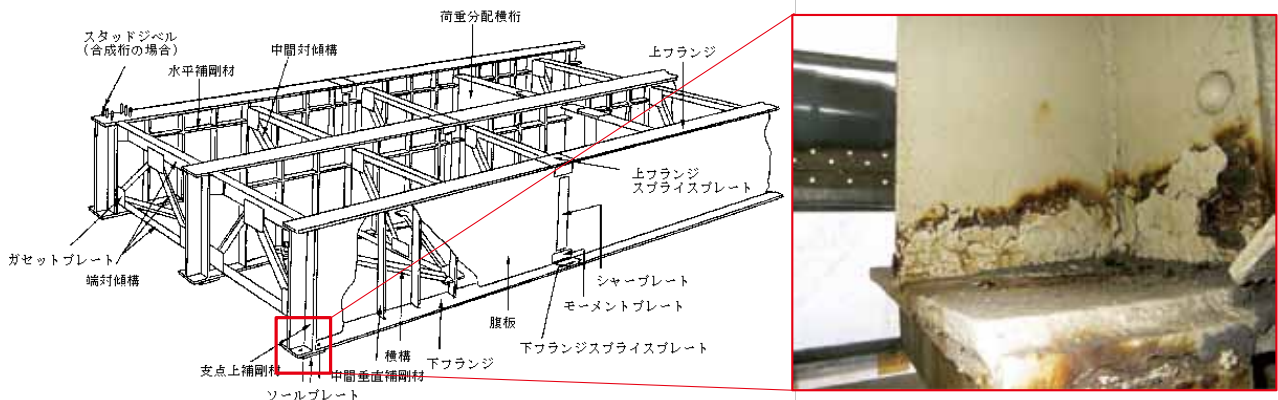 荷重分配横桁
スタッドジベル
(合成桁の場合)
中間対傾構
上フランジ
水平補剛材
上フランジ
スプライスプレート
ガセットプレート
端対傾構
シャープレート
モーメントプレート
腹板
下フランジスプライスプレート
横構
下フランジ
支点上補剛材
中間垂直補剛材
ソールプレート